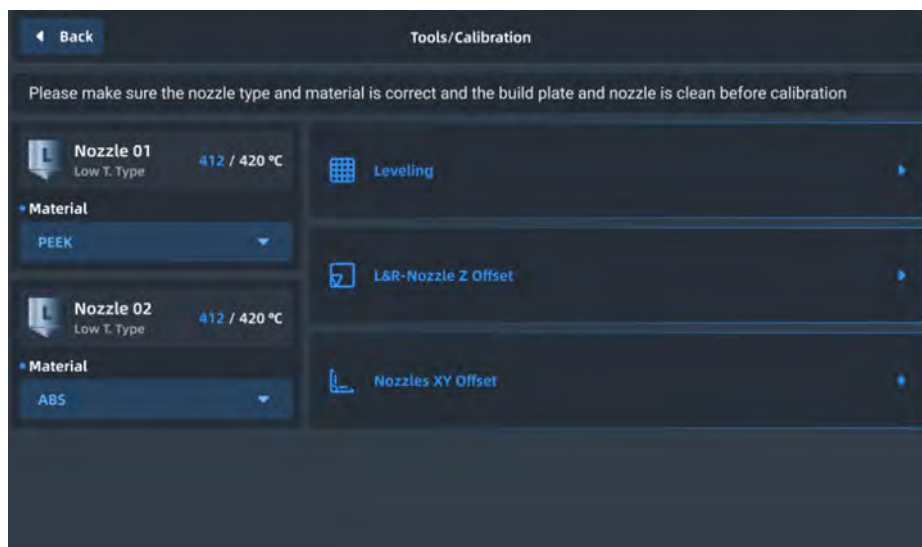 Back
Tools/Calibration
Please make sure the nozzle type and material is correct and the build plate and nozzle is clean before calibration
L
Nozzle 01
Low T. Type
412 / 420 ℃
Material
PEEK
L
Nozzle 02
Low T. Type
412 / 420 ℃
Material
ABS
Leveling
L&R-Nozzle Z Offset
Nozzles XY Offset